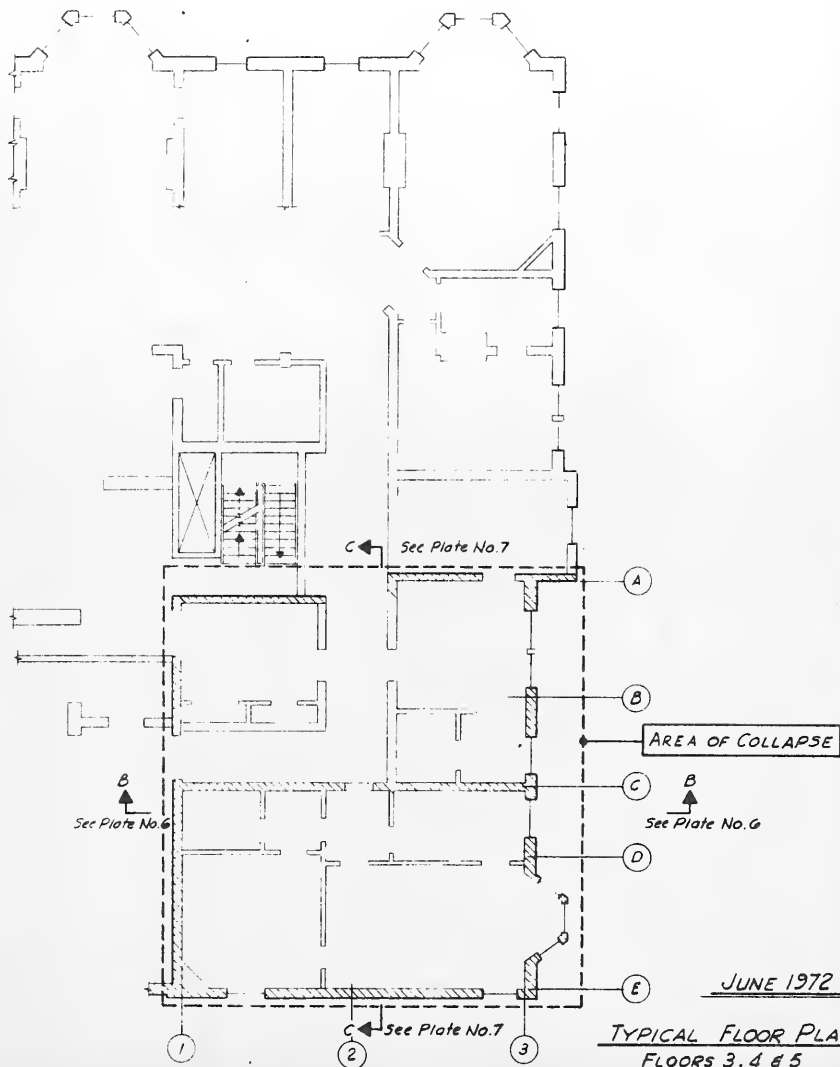 C See Plate No.7
A
B
AREA OF COLLAPSE
B
See Plate No.6
C
B
See Plate No.6
D
E
JUNE 1972
C See Plate No.7
1
2
3
TYPICAL FLOOR PLA
FLOORS 3, 4 & 5